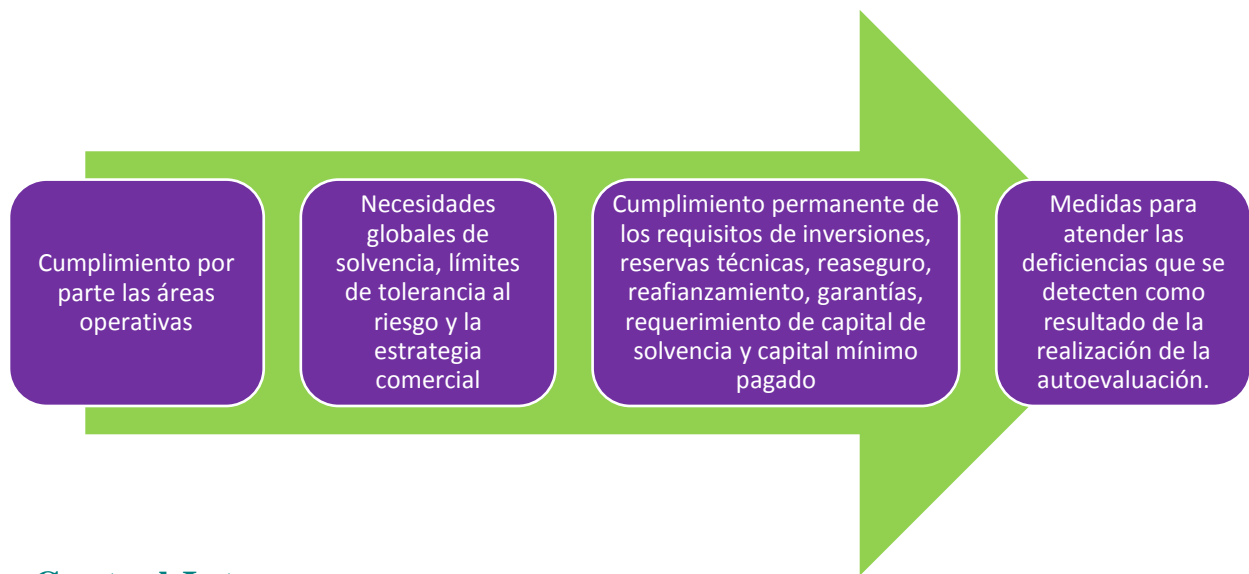 Cumplimiento por
parte las áreas
operativas
Necesidades
globales de
solvencia, límites
de tolerancia al
riesgo y la
estrategia
comercial
Cumplimiento permanente de
los requisitos de inversiones,
reservas técnicas, reaseguro,
reafianzamiento, garantías,
requerimiento de capital de
solvencia y capital mínimo
pagado
Medidas para
atender las
deficiencias que se
detecten como
resultado de la
realización de la
autoevaluación.